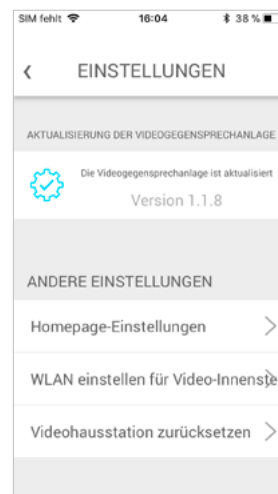 SIM fehlt 16:04 38 %
EINSTELLUNGEN
AKTUALISIERUNG DER VIDEOGEGENSPRECHANLAGE
Die Videogegensprechanlage ist aktualisiert
Version 1.1.8
ANDERE EINSTELLUNGEN
Homepage-Einstellungen
WLAN einstellen für Video-Innenste
Videohausstation zurücksetzen